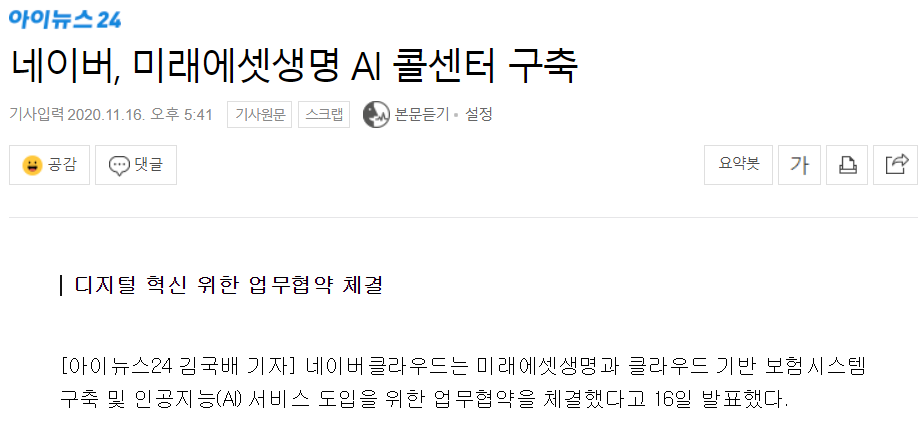 아이뉴스24
네이버, 미래에셋생명 AI 콜센터 구축
기사입력 2020.11.16. 오후 5:41 기사원문 스크랩 본문듣기 · 설정
공감 댓글 요약봇 가
디지털 혁신 위한 업무협약 체결
[아이뉴스24 김국배 기자] 네이버클라우드는 미래에셋생명과 클라우드 기반 보험시스템
구축 및 인공지능(AI) 서비스 도입을 위한 업무협약을 체결했다고 16일 발표했다.